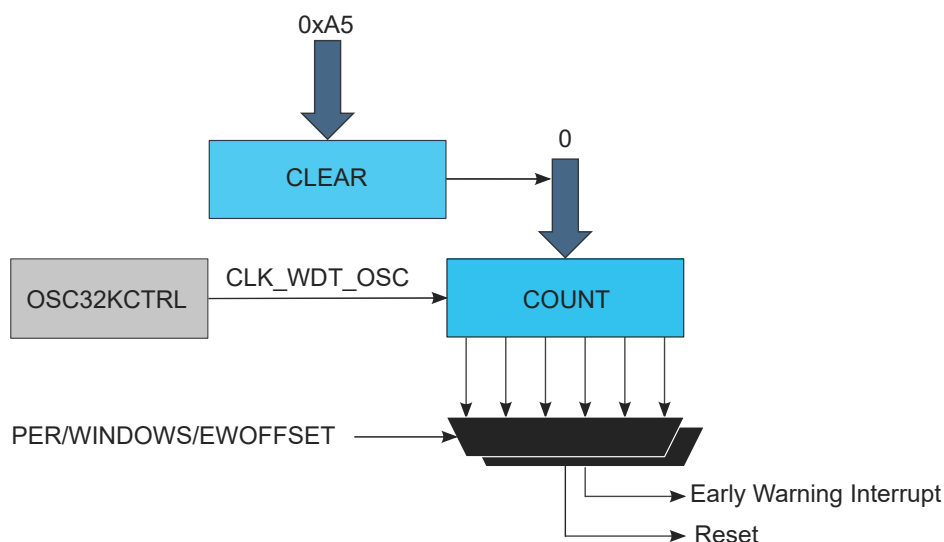 0xA5
0
CLEAR
CLK_WDT_OSC
OSC32KCTRL
COUNT
PER/WINDOWS/EWOFFSET
Early Warning Interrupt
Reset